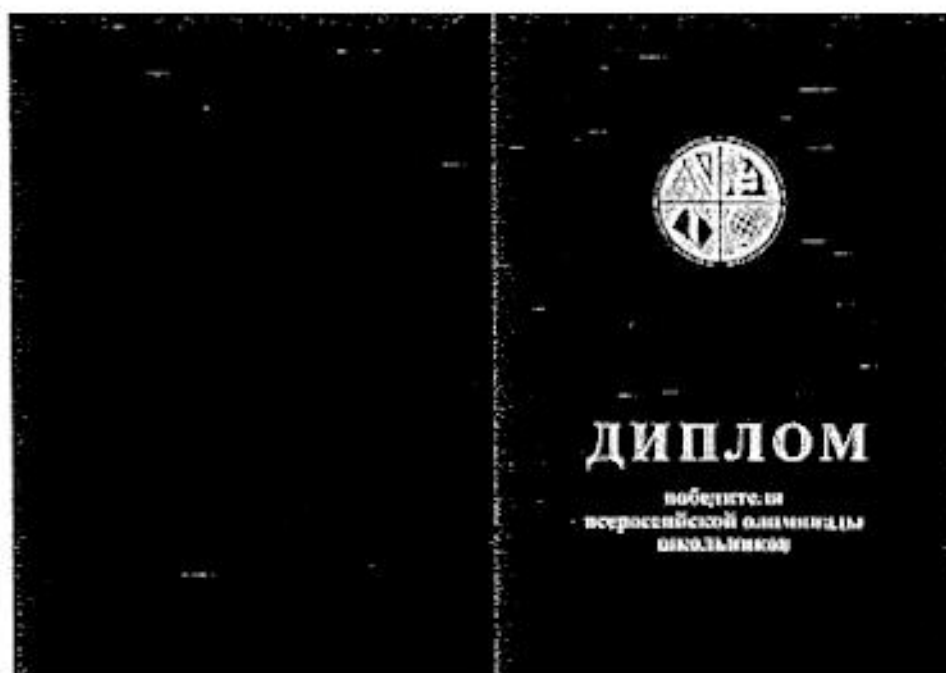 ДИПЛОМ
победителя
всероссийской олимпиады
школьников